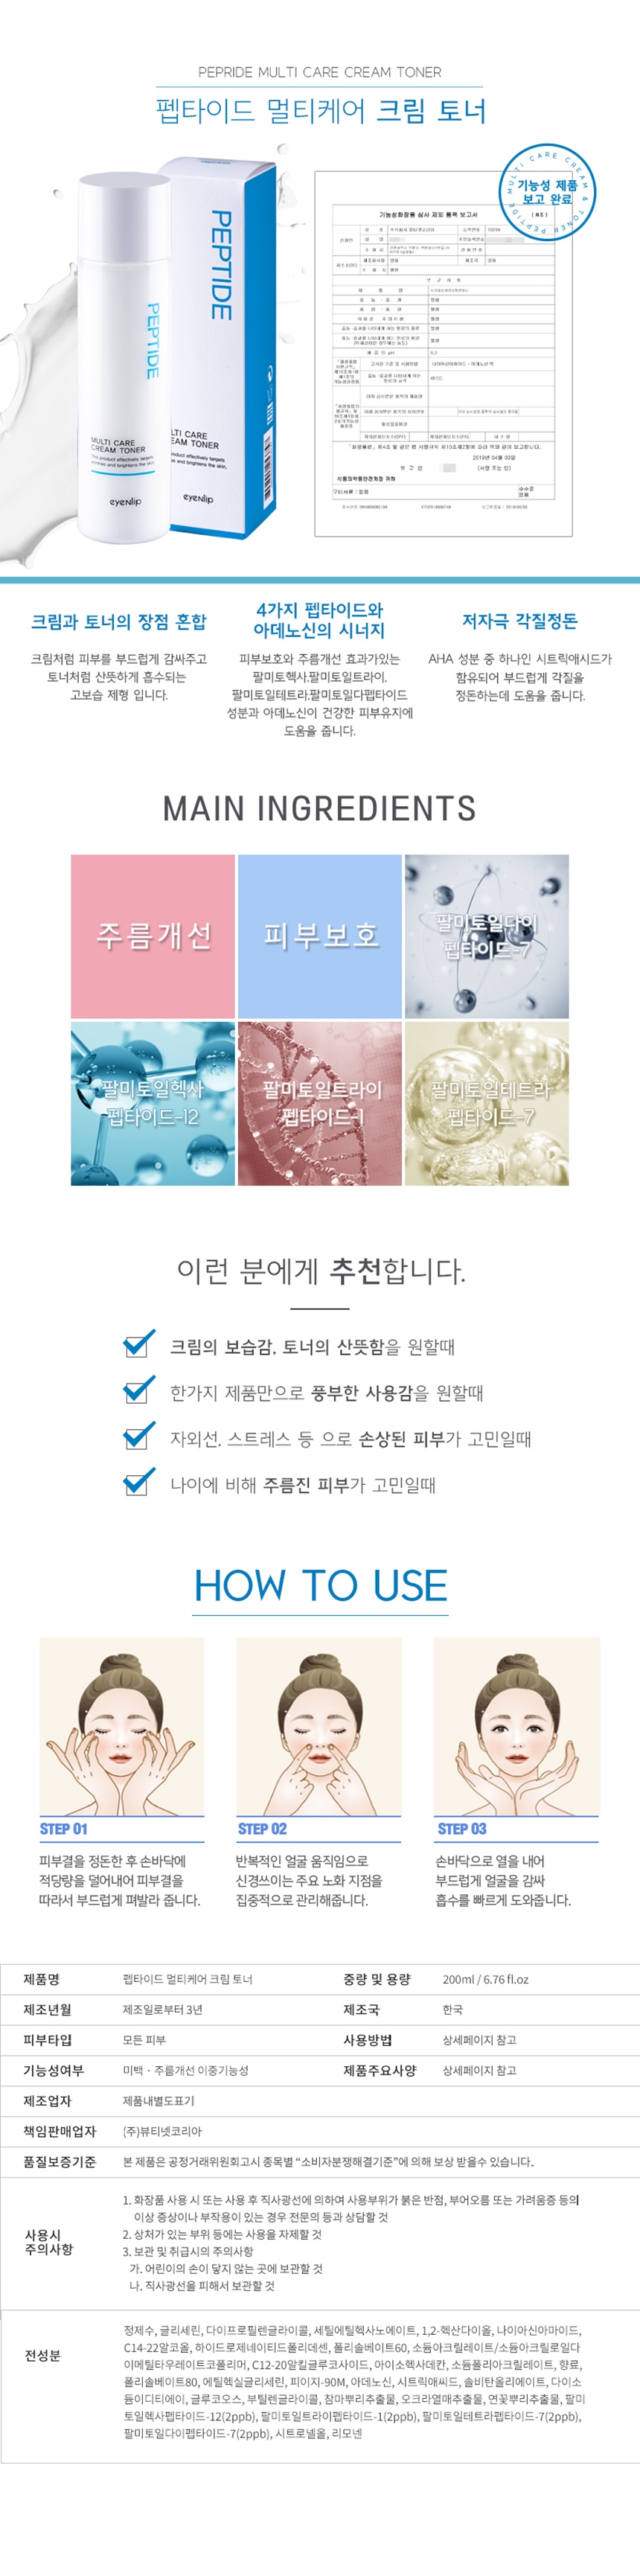 PEPRIDE MULTI CARE CREAM TONER
펩타이드 멀티케어 크림 토너
MULTI CARE CREAM & TONER PEPTIDE
기능성 제품
보고 완료
PEPTIDE
PEPTIDE
MULTI CARE
CREAM TONER
eyeNlip
LTI CARE
EAM TONER
eyeNlip
기능성화장품 심사 제외 품목 보고서
2019년 04월 03일
보 고 인
식품의약품안전처장 귀하
크림과 토너의 장점 혼합
크림처럼 피부를 부드럽게 감싸주고
토너처럼 산뜻하게 흡수되는
고보습 제형 입니다.
4가지 펩타이드와
아데노신의 시너지
피부보호와 주름개선 효과가있는
팔미토헥사.팔미토일트라이.
팔미토일테트라.팔미토일다펩타이드
성분과 아데노신이 건강한 피부유지에
도움을 줍니다.
저자극 각질정돈
AHA 성분 중 하나인 시트릭애시드가
함유되어 부드럽게 각질을
정돈하는데 도움을 줍니다.
MAIN INGREDIENTS
주름개선
피부보호
팔미토일다이
펩타이드-7
팔미토일헥사
펩타이드-12
팔미토일트라이
펩타이드-1
팔미토일테트라
펩타이드-7
이런 분에게 추천합니다.
크림의 보습감. 토너의 산뜻함을 원할때
한가지 제품만으로 풍부한 사용감을 원할때
자외선. 스트레스 등 으로 손상된 피부가 고민일때
나이에 비해 주름진 피부가 고민일때
HOW TO USE
STEP 01
피부결을 정돈한 후 손바닥에
적당량을 덜어내어 피부결을
따라서 부드럽게 펴발라 줍니다.
STEP 02
반복적인 얼굴 움직임으로
신경쓰이는 주요 노화 지점을
집중적으로 관리해줍니다.
STEP 03
손바닥으로 열을 내어
부드럽게 얼굴을 감싸
흡수를 빠르게 도와줍니다.
제품명 펩타이드 멀티케어 크림 토너 중량 및 용량 200ml / 6.76 fl.oz
제조년월 제조일로부터 3년 제조국 한국
피부타입 모든 피부 사용방법 상세페이지 참고
기능성여부 미백 · 주름개선 이중기능성 제품주요사양 상세페이지 참고
제조업자 제품내별도표기
책임판매업자 (주)뷰티넷코리아
품질보증기준 본 제품은 공정거래위원회고시 종목별 “소비자분쟁해결기준”에 의해 보상 받을수 있습니다.
사용시
주의사항
1. 화장품 사용 시 또는 사용 후 직사광선에 의하여 사용부위가 붉은 반점, 부어오름 또는 가려움증 등의
이상 증상이나 부작용이 있는 경우 전문의 등과 상담할 것
2. 상처가 있는 부위 등에는 사용을 자제할 것
3. 보관 및 취급시의 주의사항
가. 어린이의 손이 닿지 않는 곳에 보관할 것
나. 직사광선을 피해서 보관할 것
전성분
정제수, 글리세린, 다이프로필렌글라이콜, 세틸에틸헥사노에이트, 1,2-헥산다이올, 나이아신아마이드,
C14-22알코올, 하이드로제네이티드폴리데센, 폴리솔베이트60, 소듐아크릴레이트/소듐아크릴로일다
이메틸타우레이트코폴리머, C12-20알킬글루코사이드, 아이소헥사데칸, 소듐폴리아크릴레이트, 향료,
폴리솔베이트80, 에틸헥실글리세린, 피이지-90M, 아데노신, 시트릭애씨드, 솔비탄올리에이트, 다이소
듐이디티에이, 글루코오스, 부틸렌글라이콜, 참마뿌리추출물, 오크라열매추출물, 연꽃뿌리추출물, 팔미
토일헥사펩타이드-12(2ppb), 팔미토일트라이펩타이드-1(2ppb), 팔미토일테트라펩타이드-7(2ppb),
팔미토일다이펩타이드-7(2ppb), 시트로넬올, 리모넨